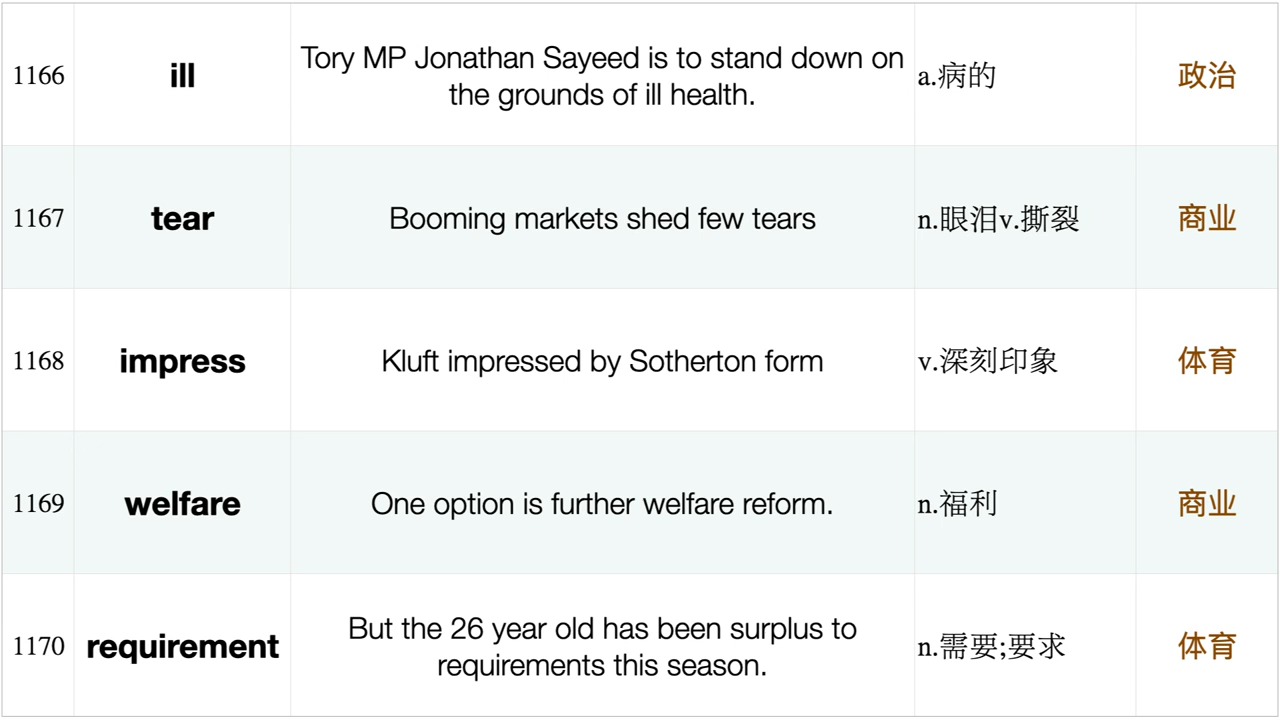 1166 ill Tory MP Jonathan Sayeed is to stand down on a.病的 政治
the grounds of ill health.
1167 tear Booming markets shed few tears n.眼泪v.撕裂 商业
1168 impress Kluft impressed by Sotherton form v.深刻印象 体育
1169 welfare One option is further welfare reform. n.福利 商业
1170 requirement But the 26 year old has been surplus to n.需要;要求 体育
requirements this season.